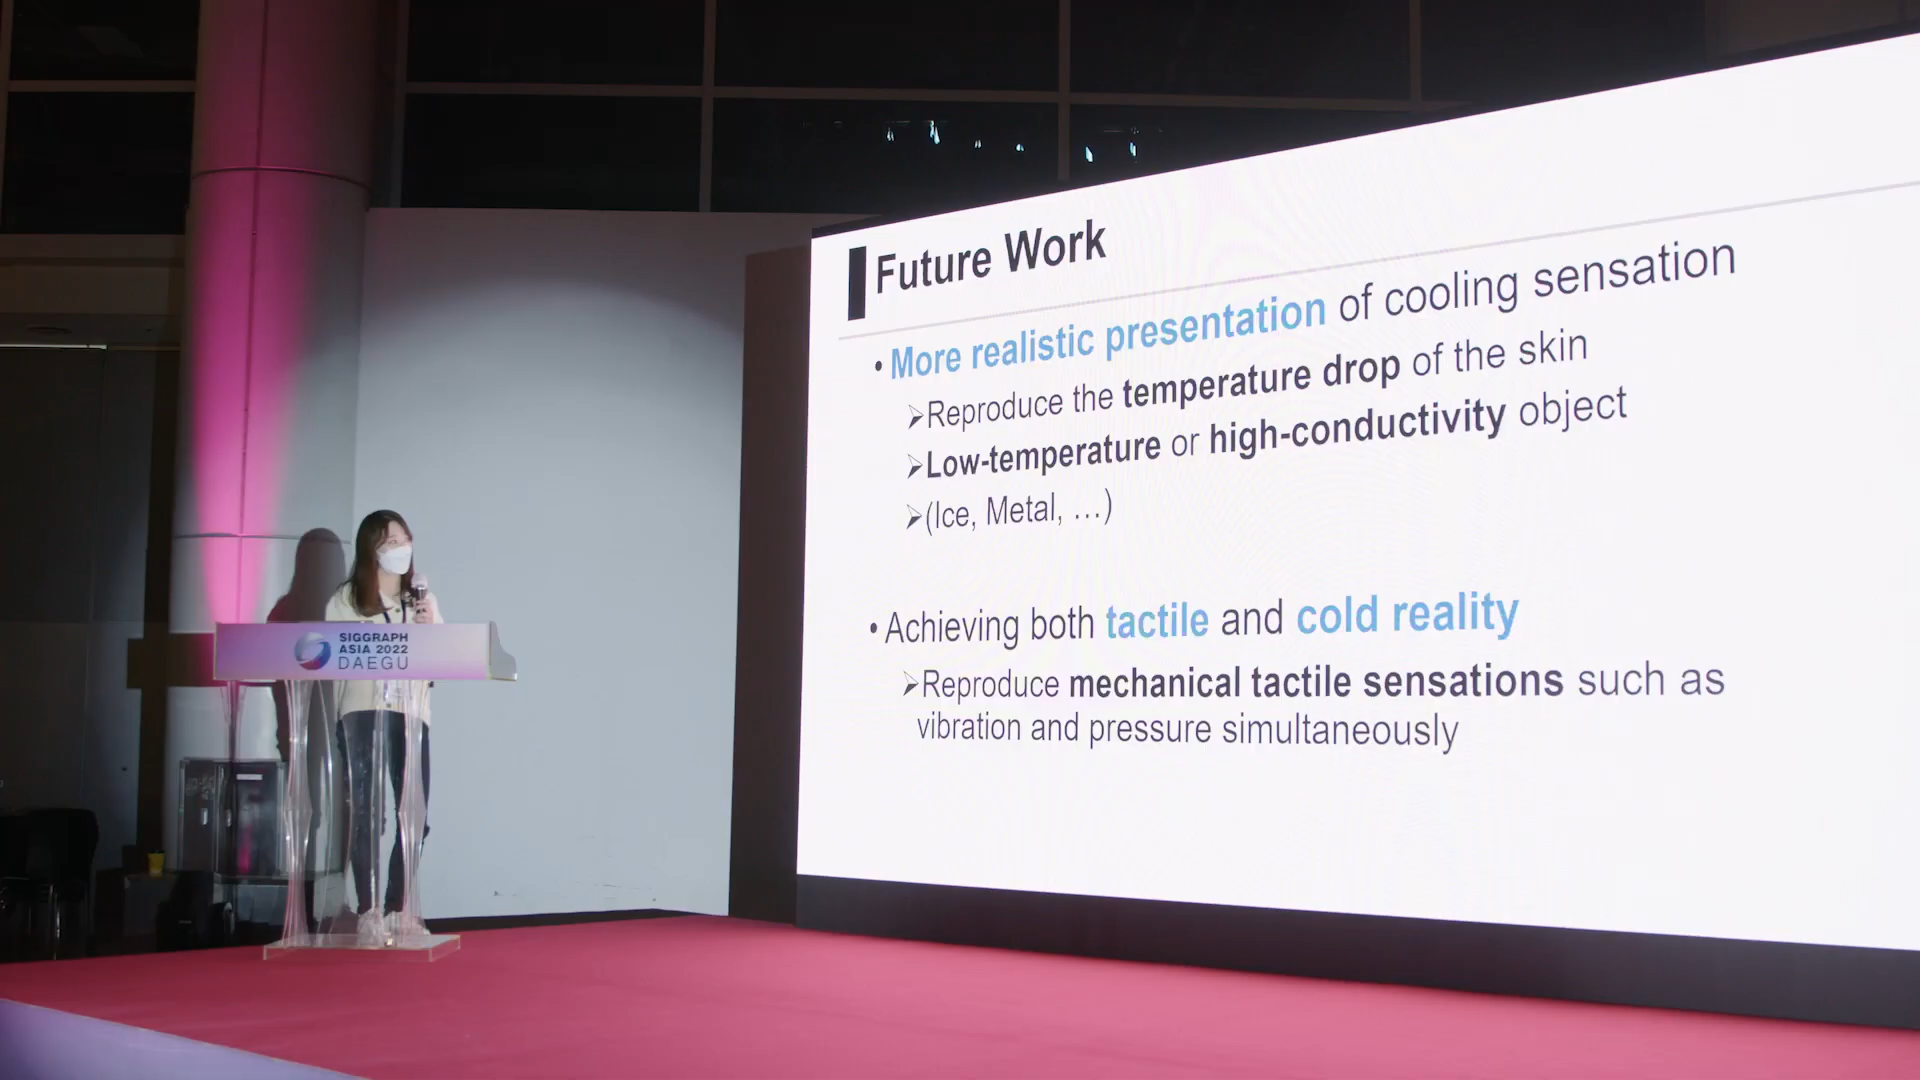 Future Work
• More realistic presentation of cooling sensation
➢Reproduce the temperature drop of the skin
➢Low-temperature or high-conductivity object
➢(Ice, Metal, …)
• Achieving both tactile and cold reality
➢Reproduce mechanical tactile sensations such as
vibration and pressure simultaneously
SIGGRAPH
ASIA 2022
DAEGU